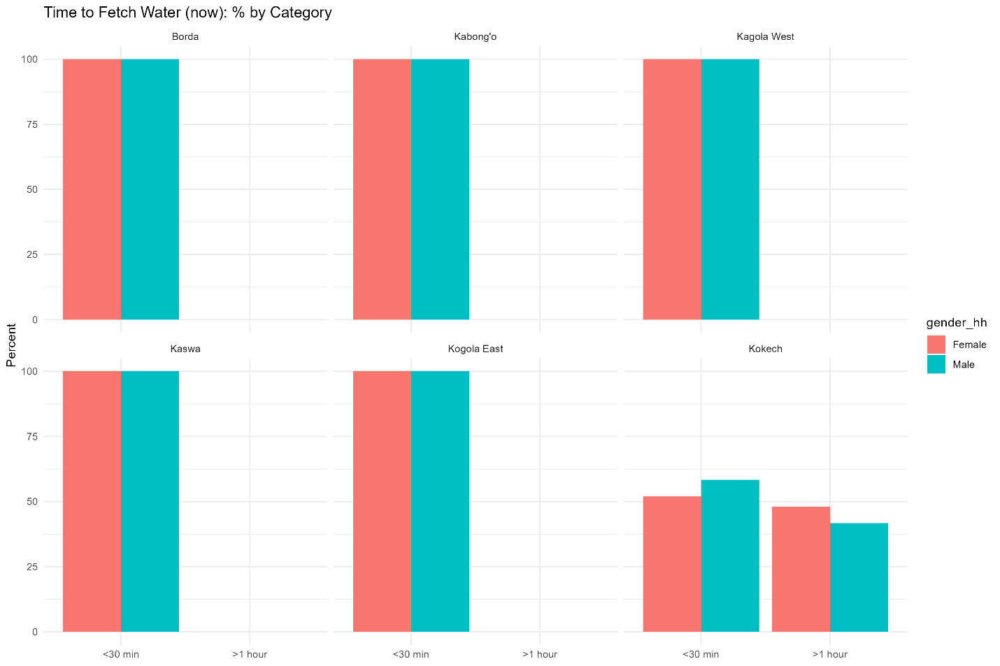 Time to Fetch Water (now): % by Category
Borda
Kabong'o
Kagola West
100
75
50
25
0
Percent
Kaswa
Kogola East
Kokech
100
75
50
25
0
<30 min
>1 hour
<30 min
>1 hour
<30 min
>1 hour
gender_hh
Female
Male